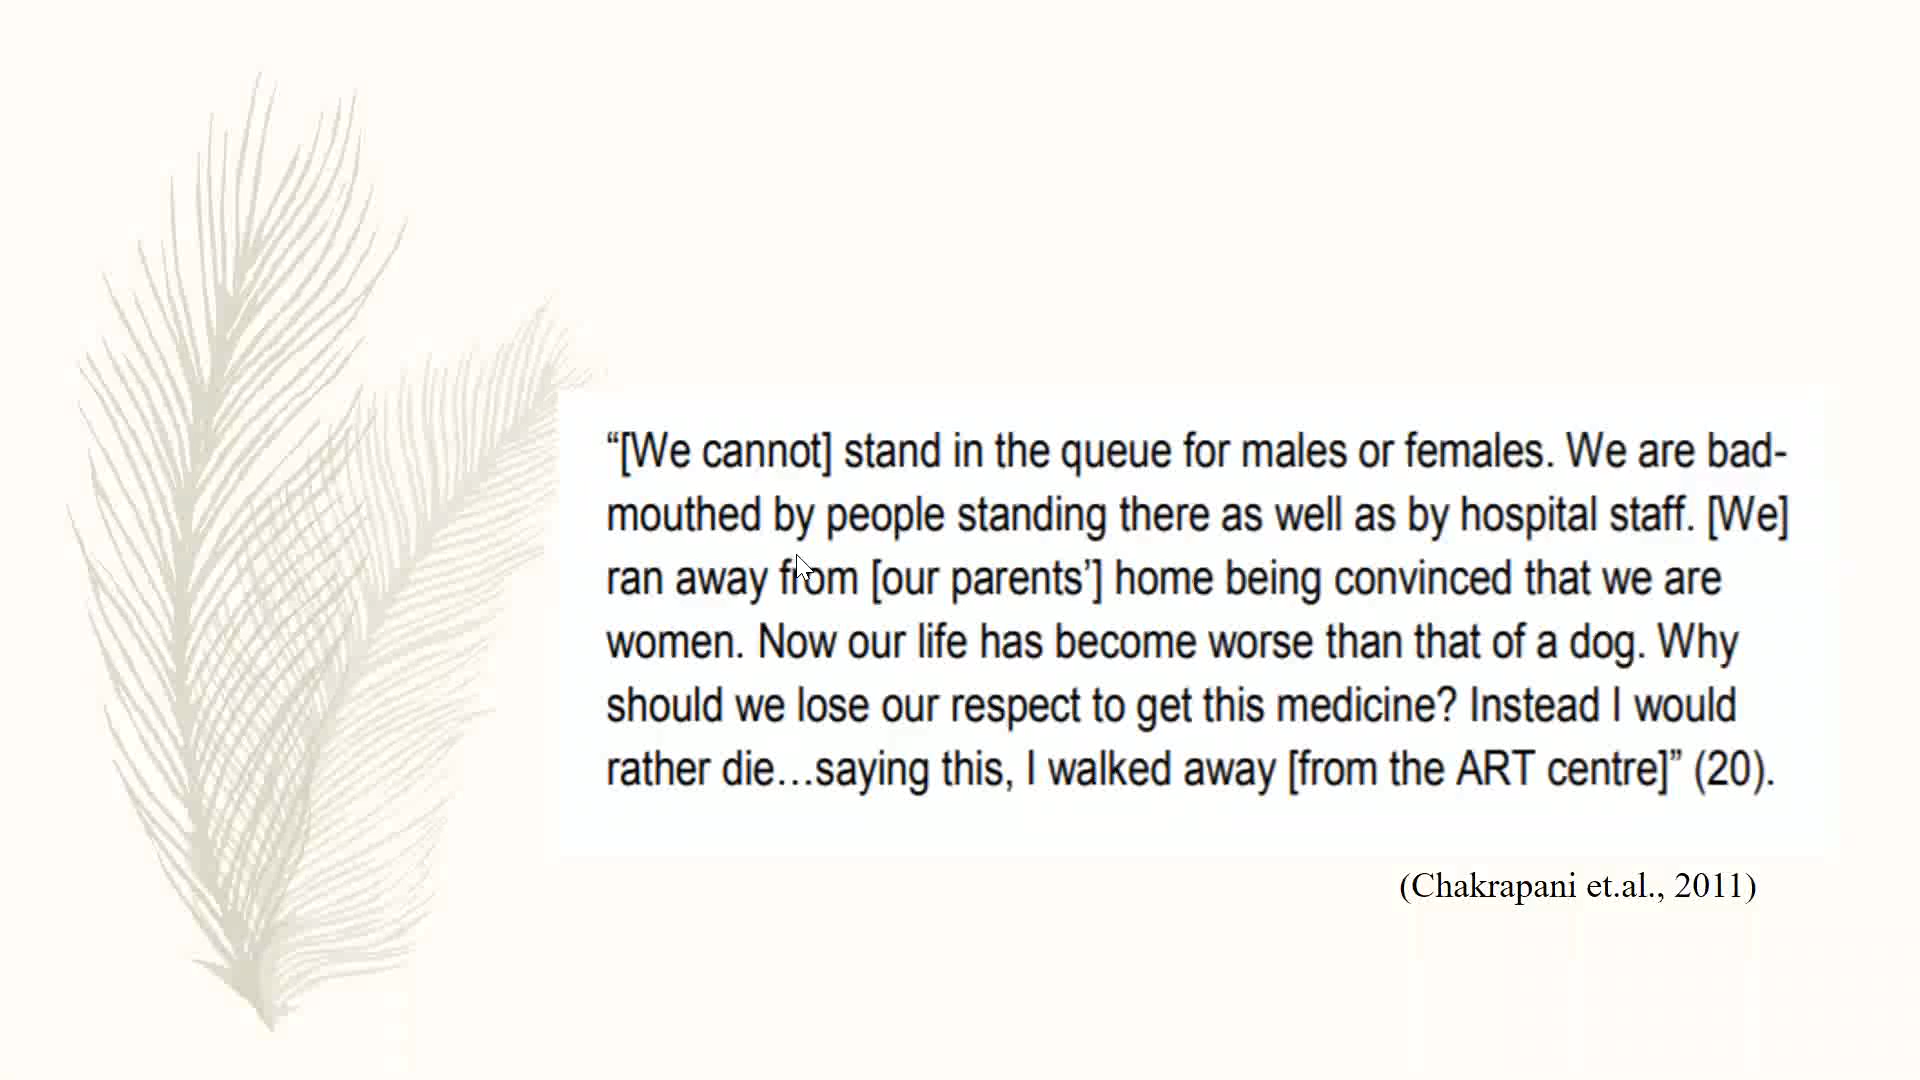 “[We cannot] stand in the queue for males or females. We are bad-
mouthed by people standing there as well as by hospital staff. [We]
ran away from [our parents’] home being convinced that we are
women. Now our life has become worse than that of a dog. Why
should we lose our respect to get this medicine? Instead I would
rather die…saying this, I walked away [from the ART centre]” (20).
(Chakrapani et.al., 2011)